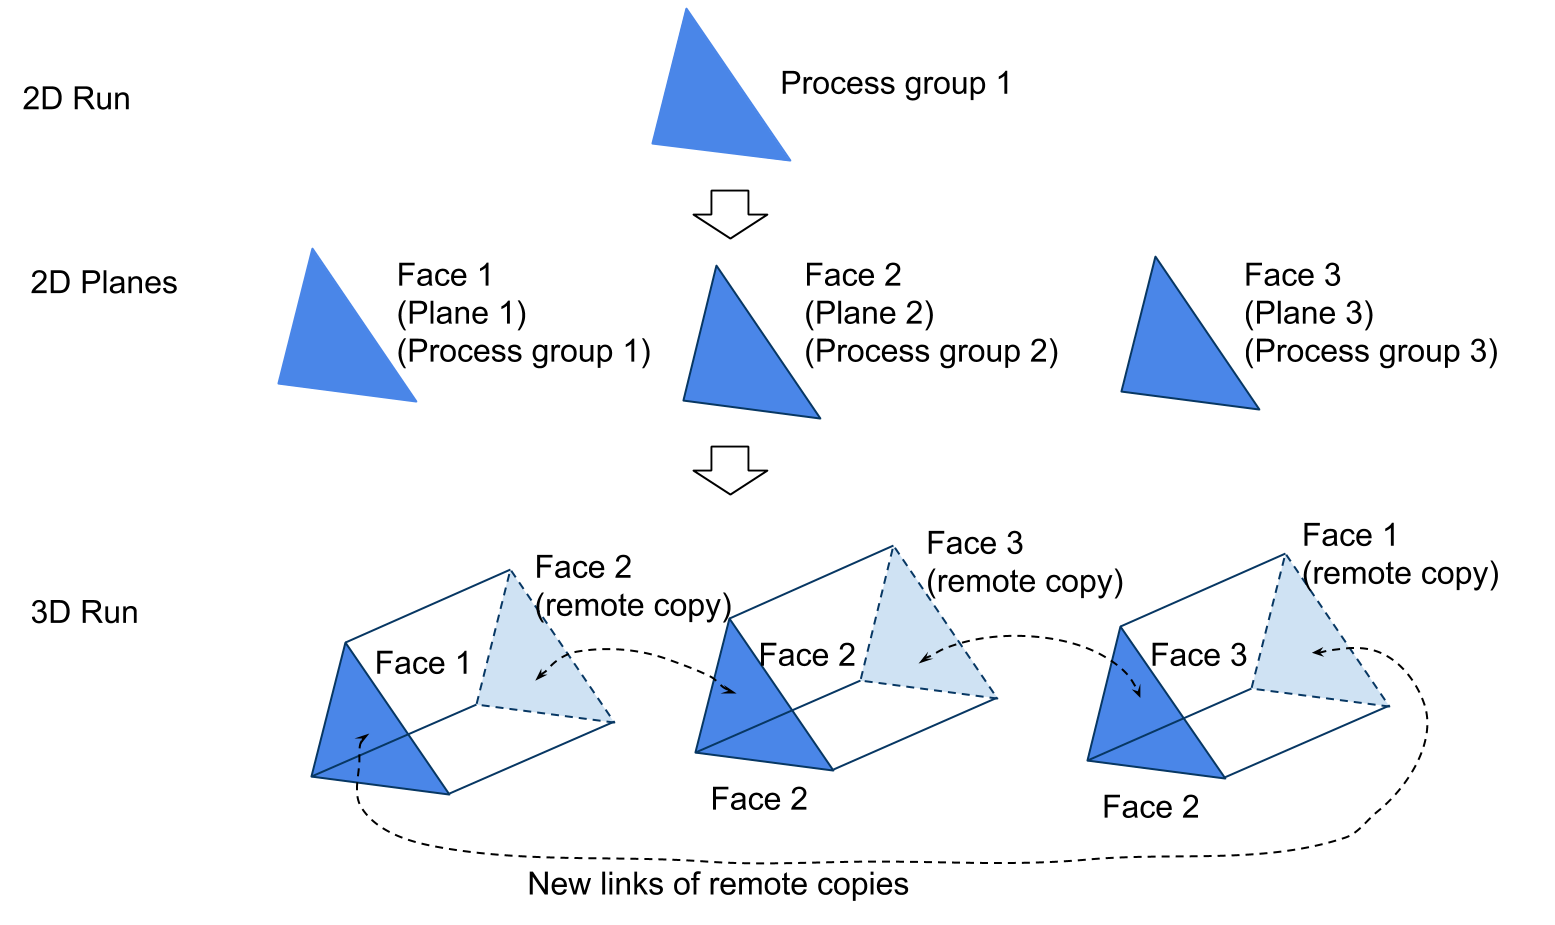 2D Run
Process group 1
2D Planes
Face 1
(Plane 1)
(Process group 1)
Face 2
(Plane 2)
(Process group 2)
Face 3
(Plane 3)
(Process group 3)
3D Run
Face 2
(remote copy)
Face 1
Face 3
(remote copy)
Face 2
Face 2
Face 1
(remote copy)
Face 3
Face 2
New links of remote copies